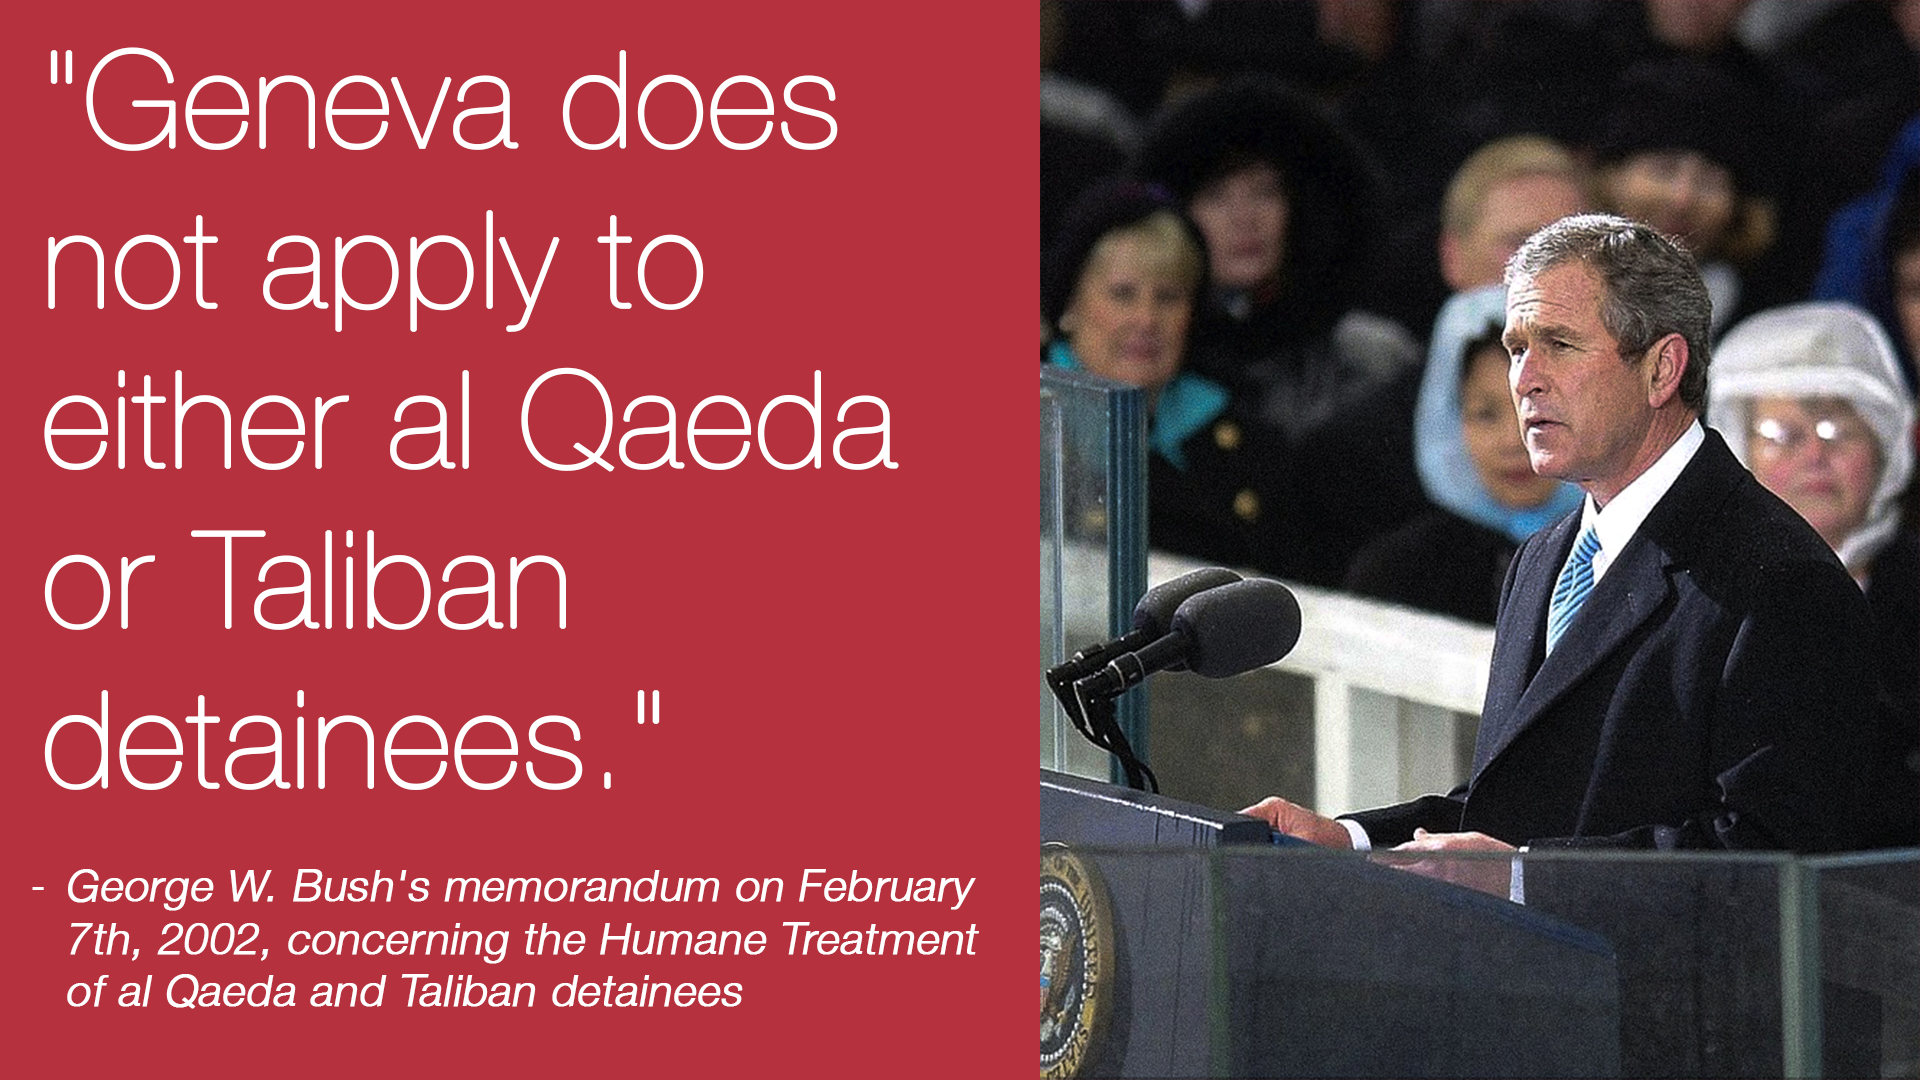 "Geneva does
not apply to
either al Qaeda
or Taliban
detainees."
- George W. Bush's memorandum on February
7th, 2002, concerning the Humane Treatment
of al Qaeda and Taliban detainees